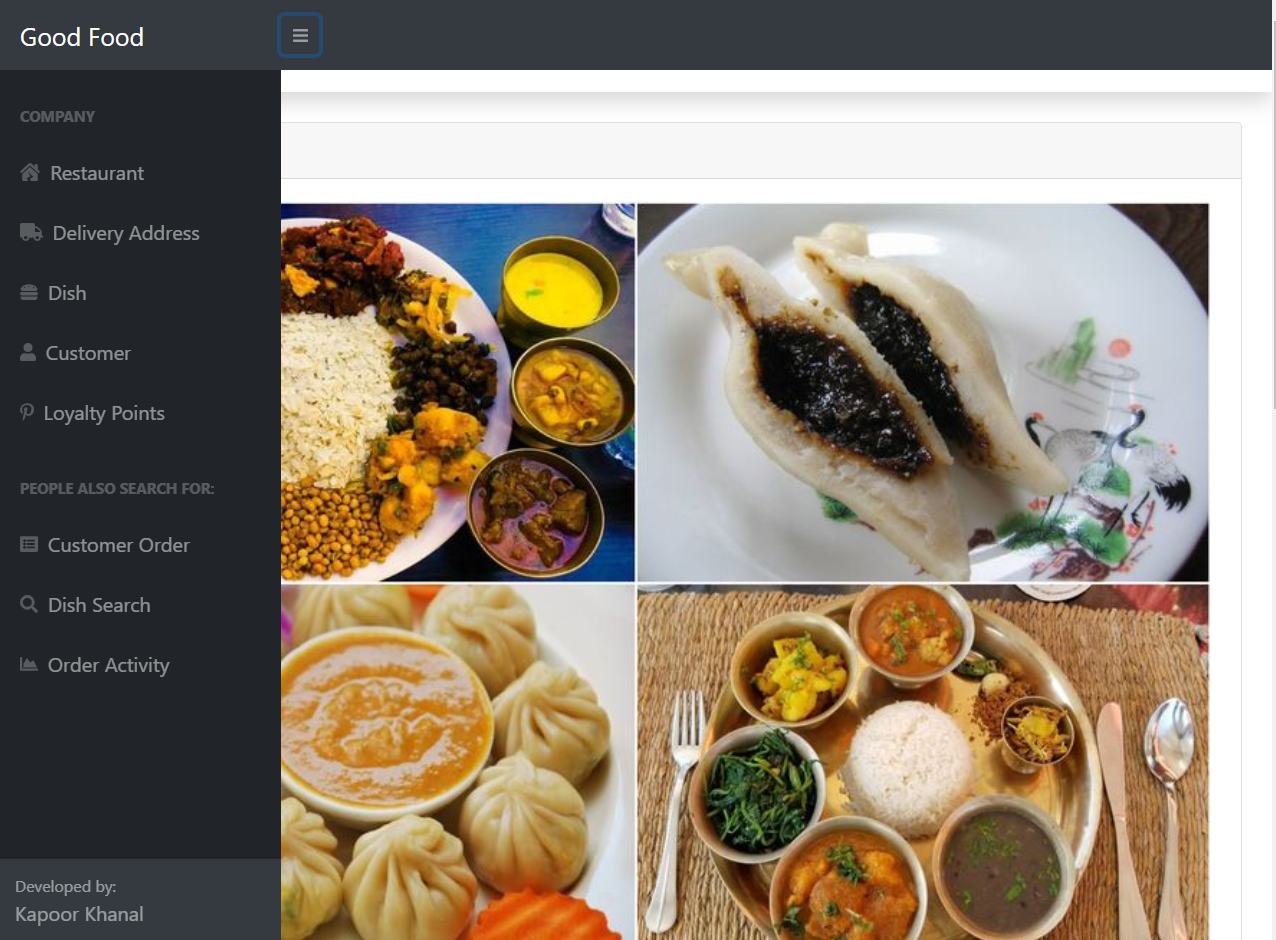 Good Food
COMPANY
Restaurant
Delivery Address
Dish
Customer
Loyalty Points
PEOPLE ALSO SEARCH FOR:
Customer Order
Dish Search
Order Activity
Developed by:
Kapoor Khanal